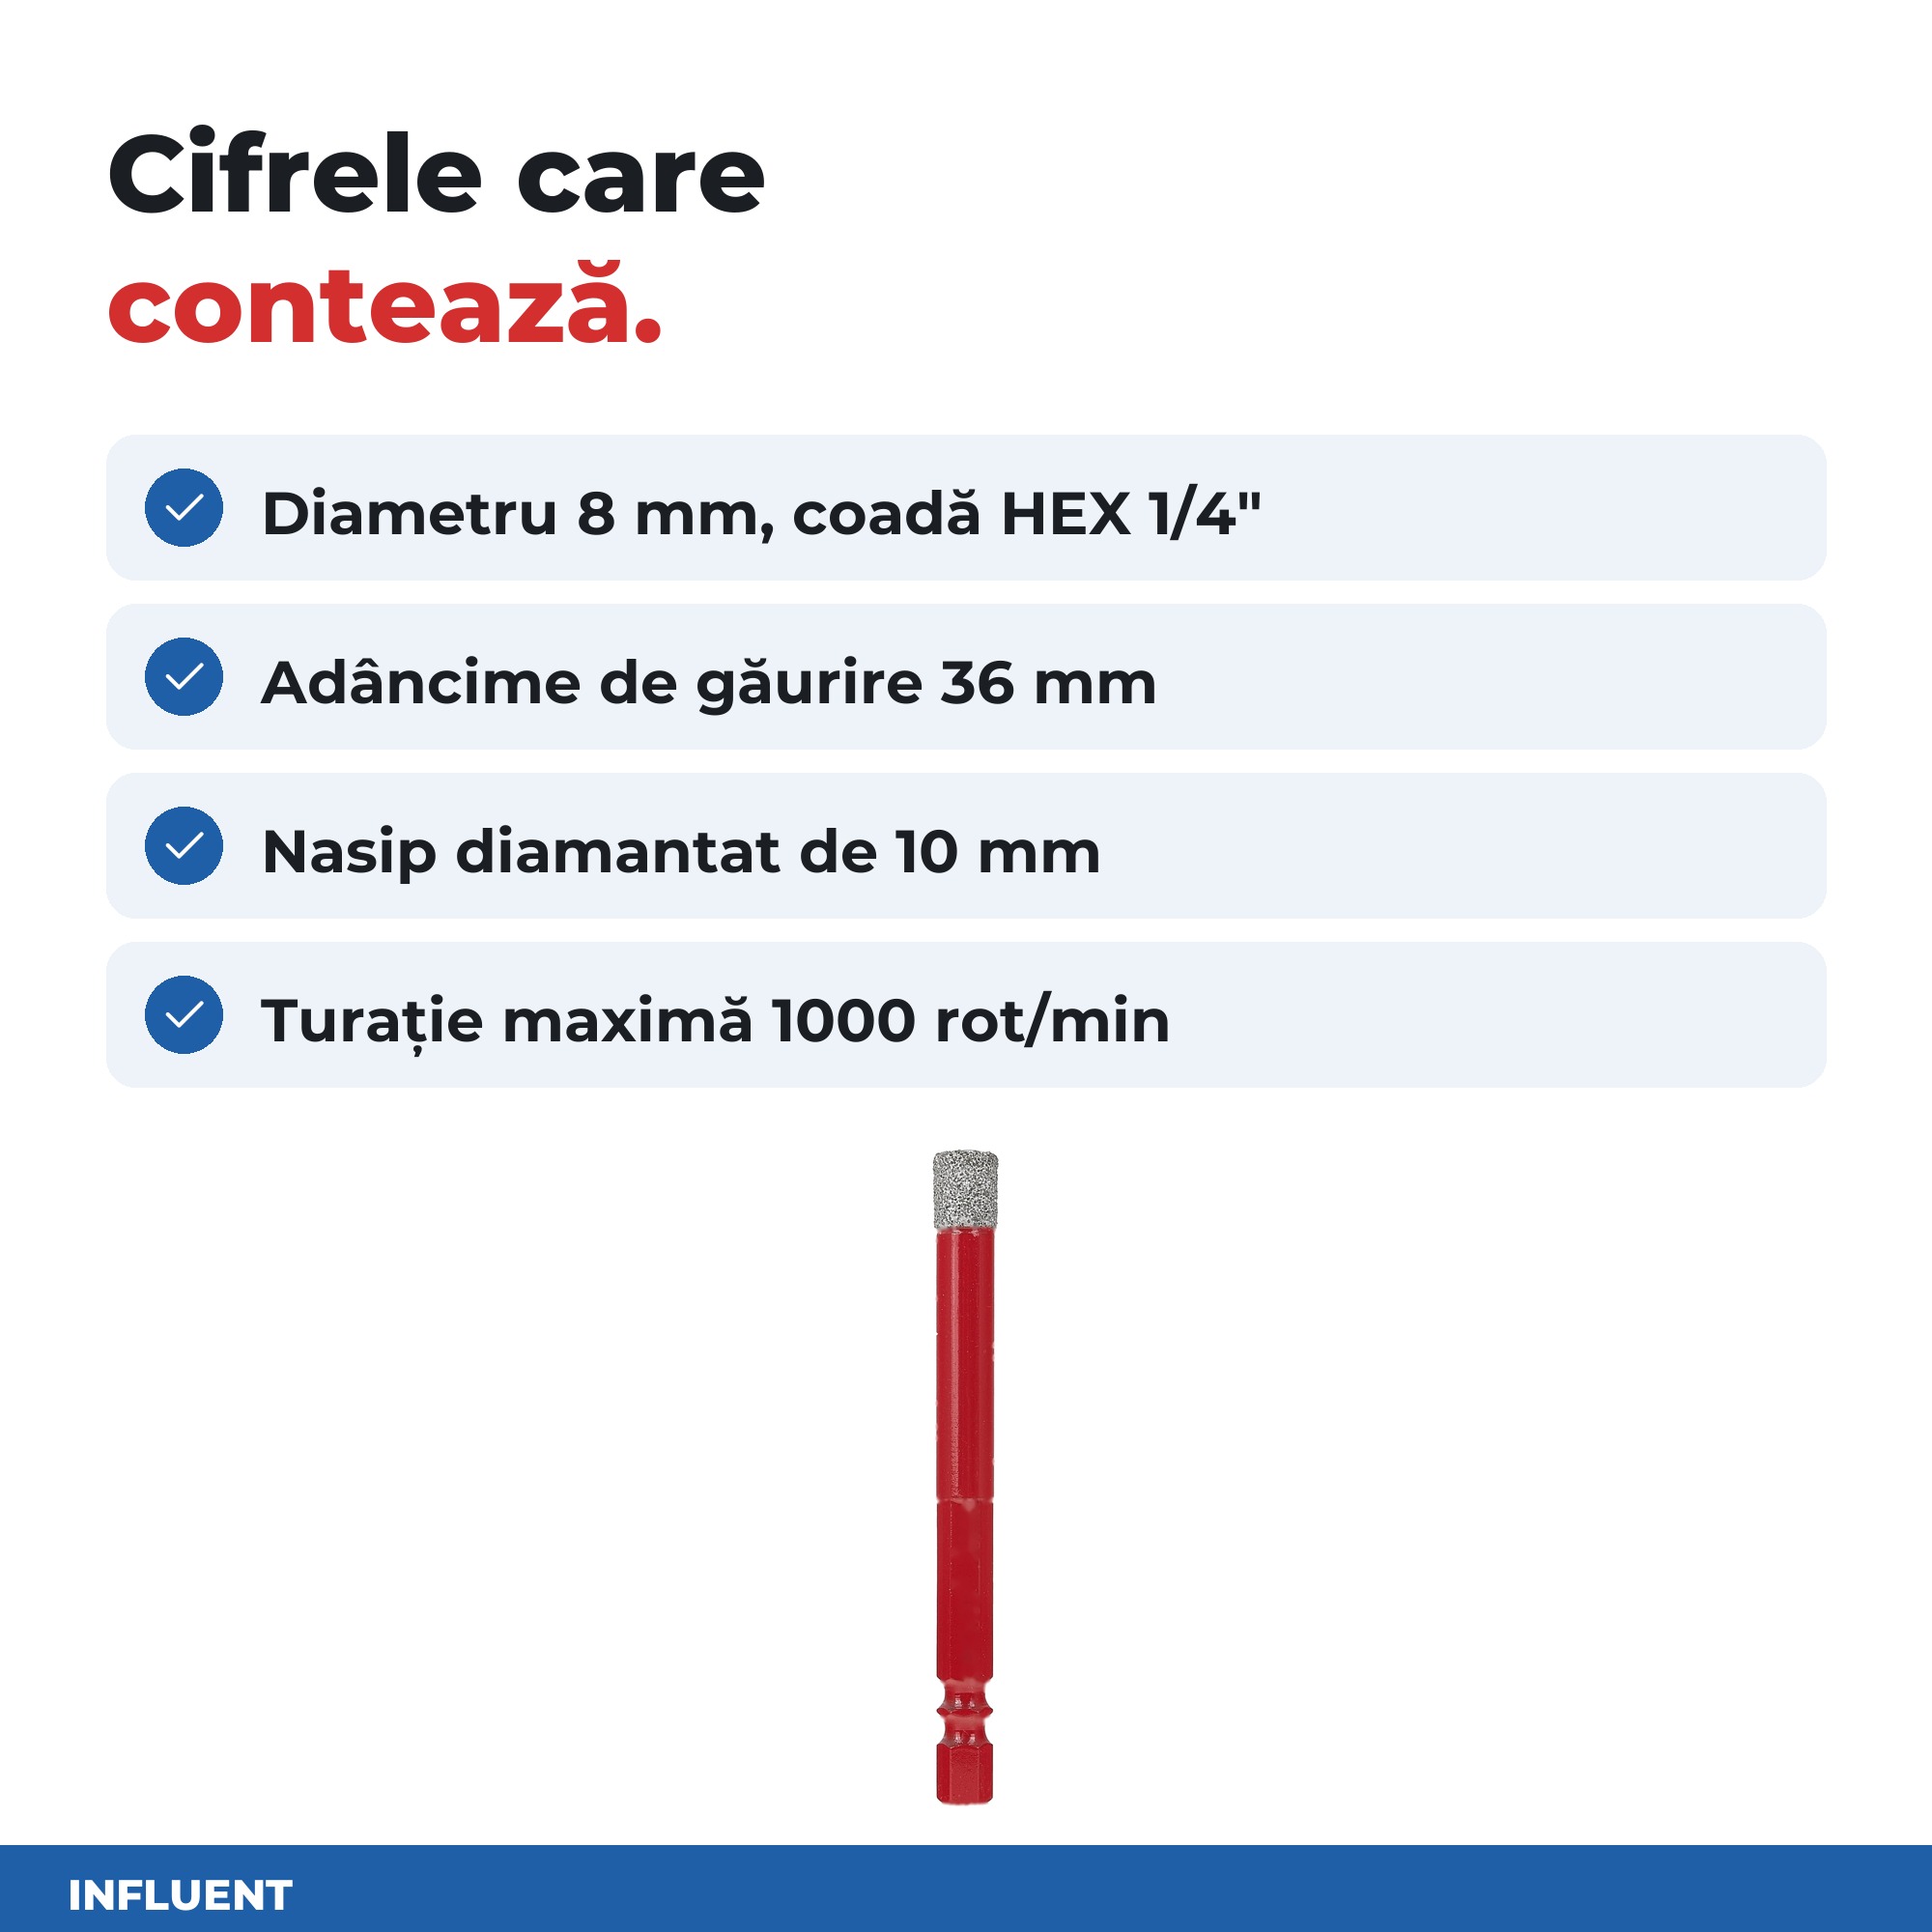 Cifrele care
contează.
Diametru 8 mm, coadă HEX 1/4"
Adâncime de găurire 36 mm
Nasip diamantat de 10 mm
Turație maximă 1000 rot/min
INFLUENT